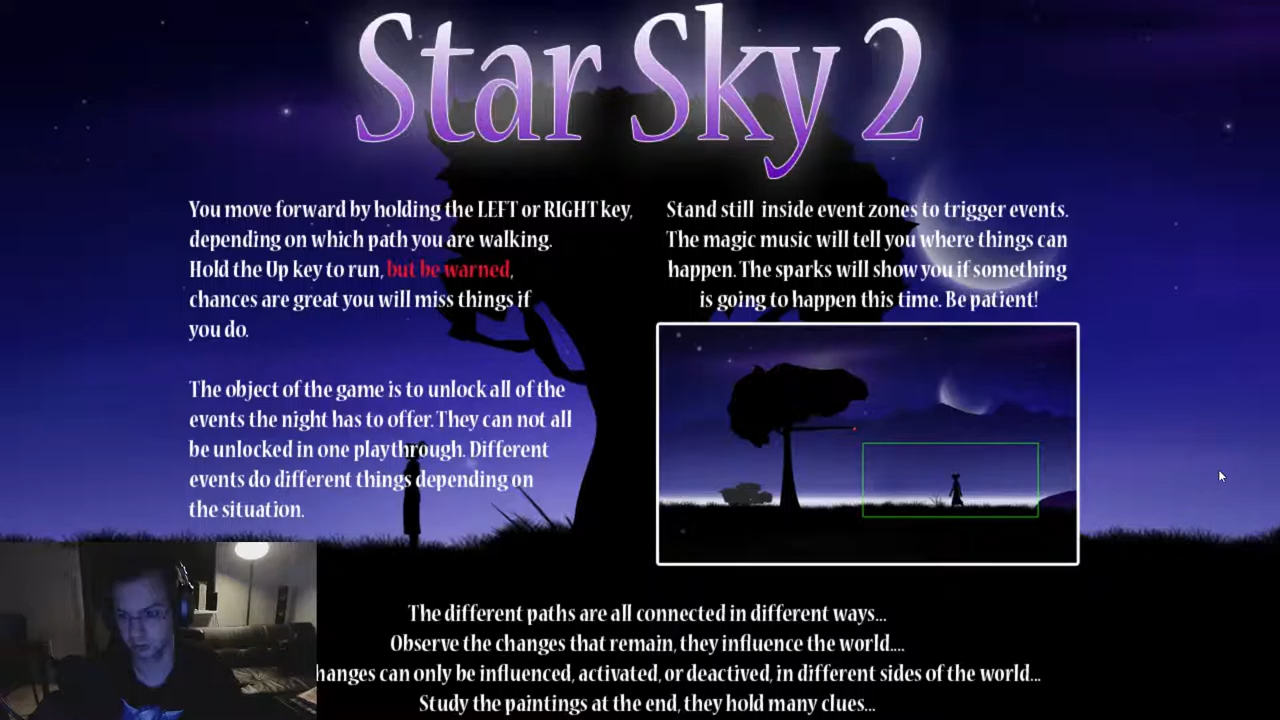 Star Sky 2
You move forward by holding the LEFT or RIGHT key,
depending on which path you are walking.
Hold the Up key to run, but be warned,
chances are great you will miss things if
you do.
The object of the game is to unlock all of the
events the night has to offer. They can not all
be unlocked in one playthrough. Different
events do different things depending on
the situation.
Stand still inside event zones to trigger events.
The magic music will tell you where things can
happen. The sparks will show you if something
is going to happen this time. Be patient!
The different paths are all connected in different ways...
Observe the changes that remain, they influence the world....
hanges can only be influenced, activated, or deactived, in different sides of the world...
Study the paintings at the end, they hold many clues...